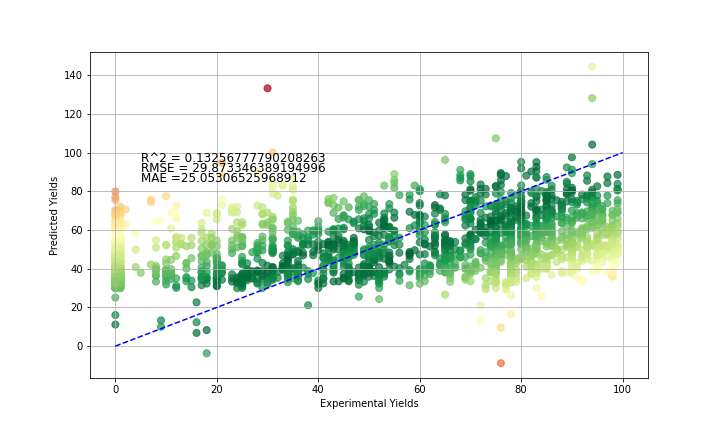 140
120
100
80
60
40
20
0
R^2 = 0.13256777790208263
RMSE = 29.873346389194996
MAE =25.05306525968912
Predicted Yields
0 20 40 60 80 100
Experimental Yields